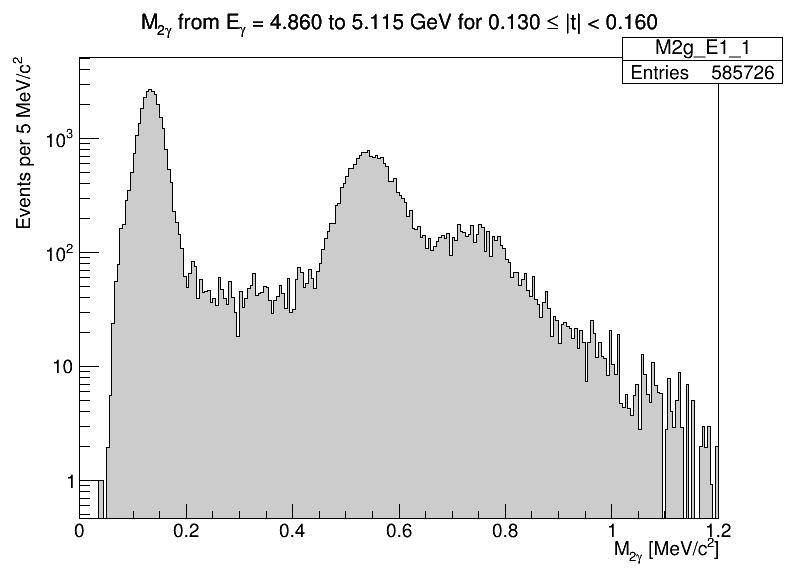 M2γ from Eγ = 4.860 to 5.115 GeV for 0.130 ≤ |t| < 0.160
M2g_E1_1
Entries 585726
Events per 5 MeV/c²
10³
10²
10
1
0 0.2 0.4 0.6 0.8 1 1.2
M2γ [MeV/c²]